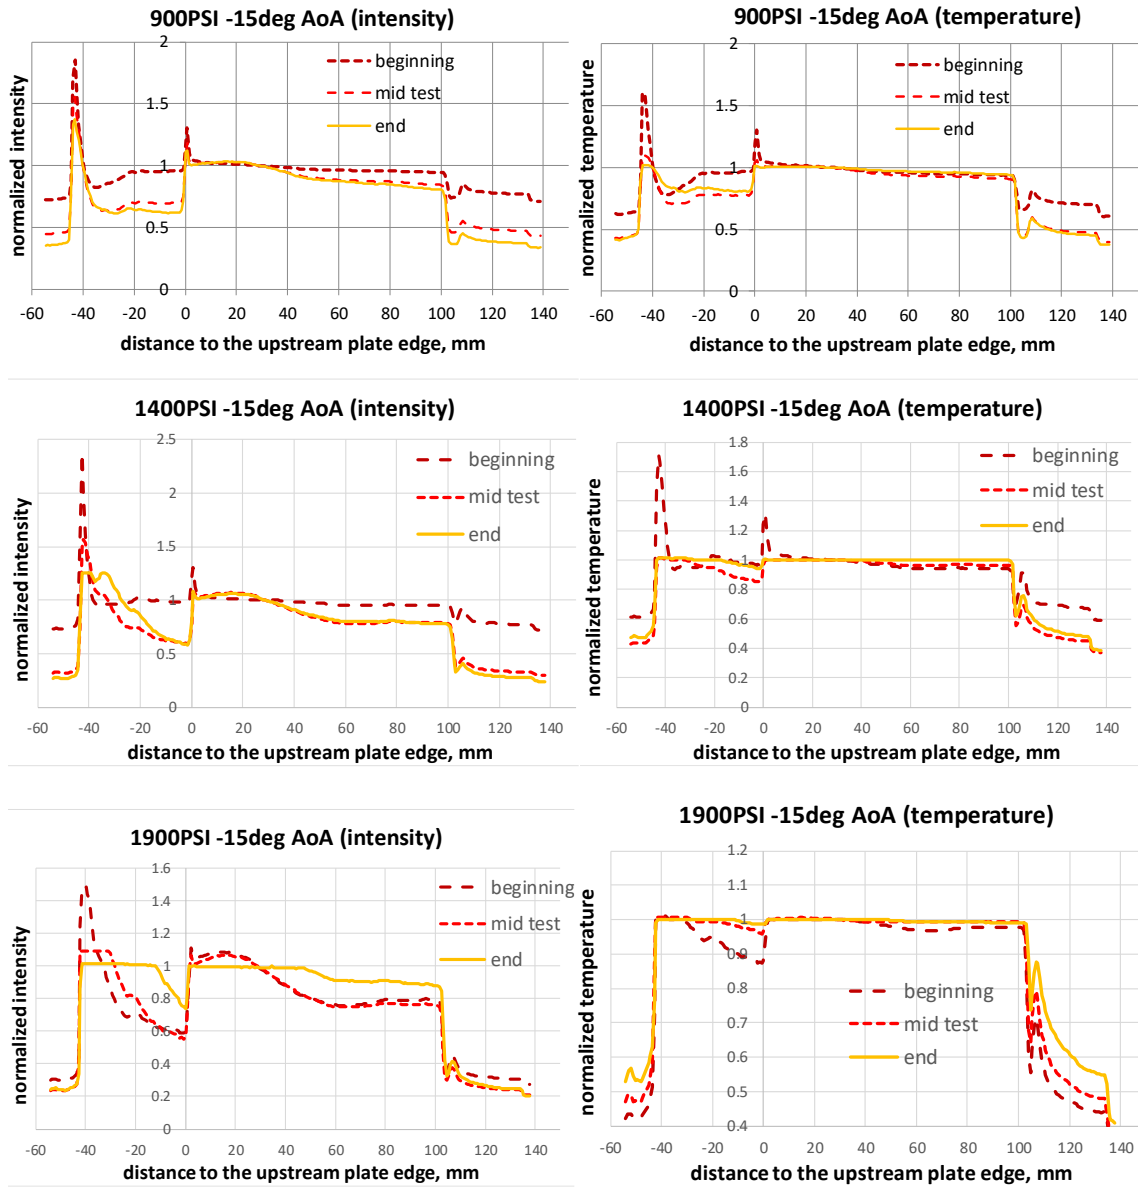 900PSI -15deg AoA (intensity)
normalized intensity
2
1.5
1
0.5
0
beginning
mid test
end
-60 -40 -20 0 20 40 60 80 100 120 140
distance to the upstream plate edge, mm
900PSI -15deg AoA (temperature)
normalized temperature
2
1.5
1
0.5
0
beginning
mid test
end
-60 -40 -20 0 20 40 60 80 100 120 140
distance to the upstream plate edge, mm
1400PSI -15deg AoA (intensity)
normalized intensity
2.5
2
1.5
1
0.5
0
beginning
mid test
end
-60 -40 -20 0 20 40 60 80 100 120 140
distance to the upstream plate edge, mm
1400PSI -15deg AoA (temperature)
normalized temperature
1.8
1.6
1.4
1.2
1
0.8
0.6
0.4
0.2
0
beginning
mid test
end
-60 -40 -20 0 20 40 60 80 100 120 140
distance to the upstream plate edge, mm
1900PSI -15deg AoA (intensity)
normalized intensity
1.6
1.4
1.2
1
0.8
0.6
0.4
0.2
0
beginning
mid test
end
-60 -40 -20 0 20 40 60 80 100 120 140
distance to the upstream plate edge, mm
1900PSI -15deg AoA (temperature)
normalized temperature
1.2
1.1
1
0.9
0.8
0.7
0.6
0.5
0.4
beginning
mid test
end
-60 -40 -20 0 20 40 60 80 100 120 140
distance to the upstream plate edge, mm